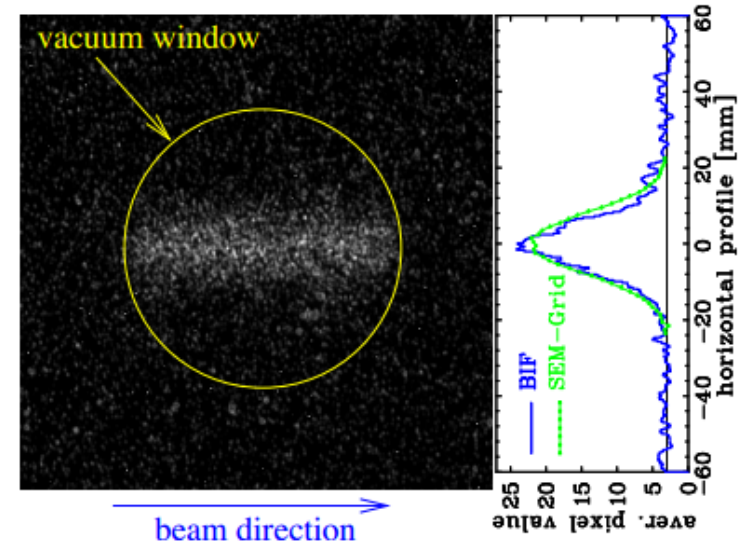 vacuum window
beam direction
BIF
SEM-Grid
-60 -40 -20 0 20 40 60
horizontal profile [mm]
25 20 15 10 5 0
aver. pixel value